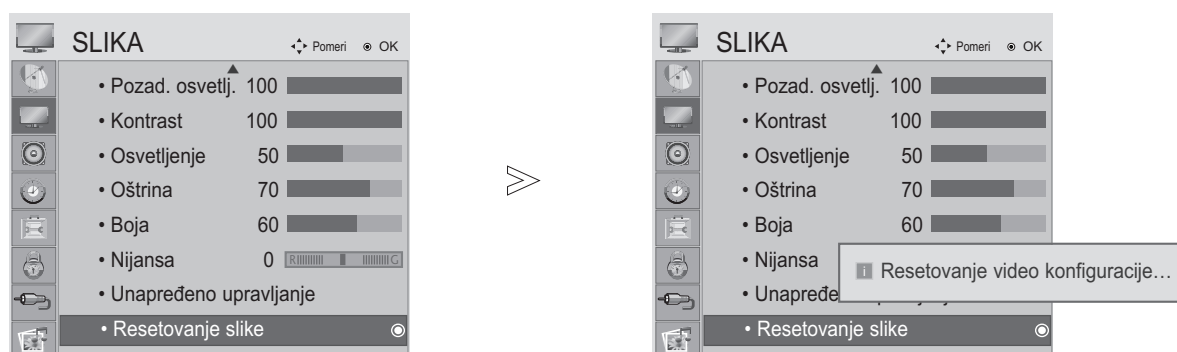 SLIKA Pomeri OK
• Pozad. osvetlj. 100
• Kontrast 100
• Osvetljenje 50
• Oštrina 70
• Boja 60
• Nijansa 0 R G
• Unapređeno upravljanje
• Resetovanje slike
SLIKA Pomeri OK
• Pozad. osvetlj. 100
• Kontrast 100
• Osvetljenje 50
• Oštrina 70
• Boja 60
• Nijansa
Resetovanje video konfiguracije...
• Unapređe
• Resetovanje slike